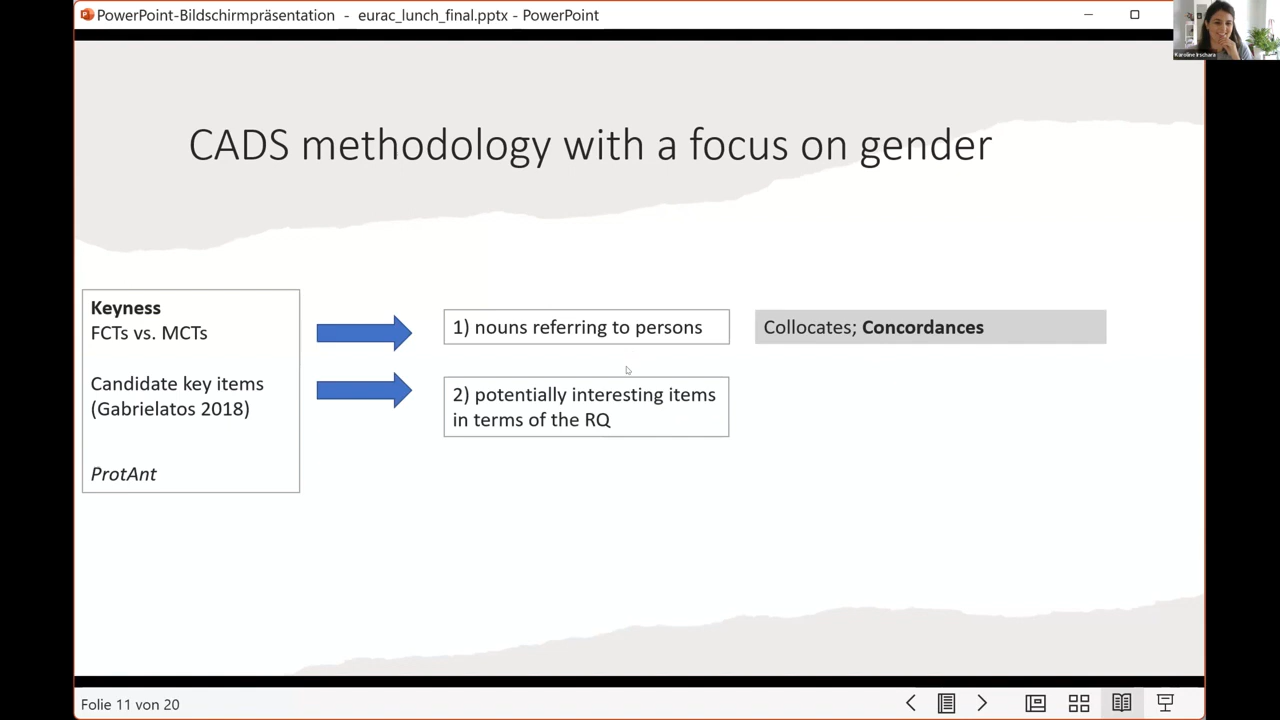 PowerPoint-Bildschirmpräsentation - eurac_lunch_final.pptx - PowerPoint
Karoline Irschara
CADS methodology with a focus on gender
Keyness
FCTs vs. MCTs
Candidate key items
(Gabrielatos 2018)
ProtAnt
1) nouns referring to persons
2) potentially interesting items
in terms of the RQ
Collocates; Concordances
Folie 11 von 20